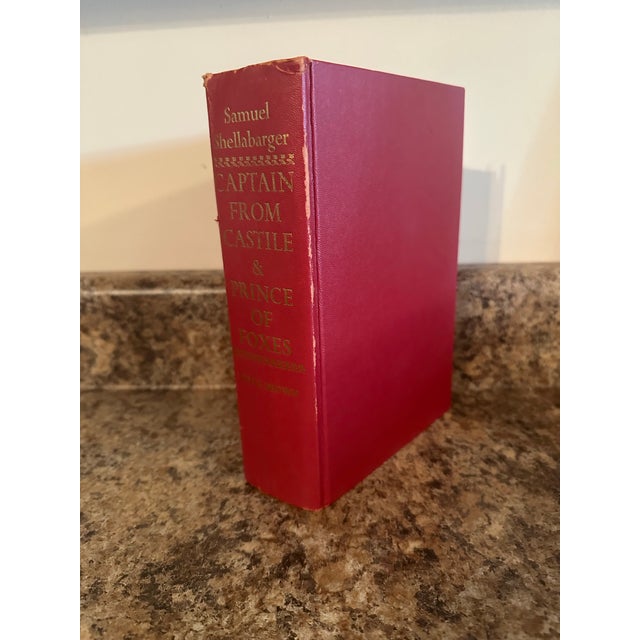 Samuel
Shellabarger
CAPTAIN
FROM
CASTILE
&
PRINCE
OF
FOXES